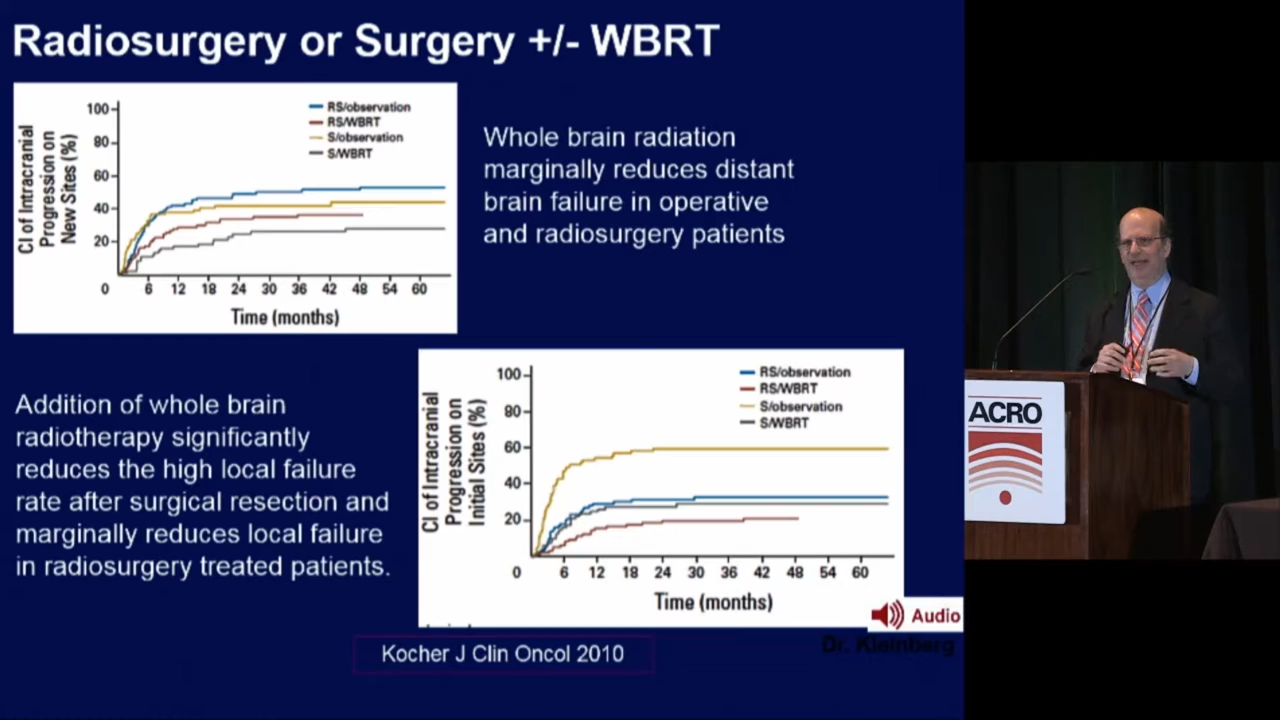 Radiosurgery or Surgery +/- WBRT
CI of Intracranial
Progression on
New Sites (%)
100
80
60
40
20
RS/observation
RS/WBRT
S/observation
S/WBRT
0 6 12 18 24 30 36 42 48 54 60
Time (months)
Whole brain radiation
marginally reduces distant
brain failure in operative
and radiosurgery patients
Addition of whole brain
radiotherapy significantly
reduces the high local failure
rate after surgical resection and
marginally reduces local failure
in radiosurgery treated patients.
CI of Intracranial
Progression on
Initial Sites (%)
100
80
60
40
20
RS/observation
RS/WBRT
S/observation
S/WBRT
0 6 12 18 24 30 36 42 48 54 60
Time (months)
Audio
Dr. Kleinberg
Kocher J Clin Oncol 2010
ACRO